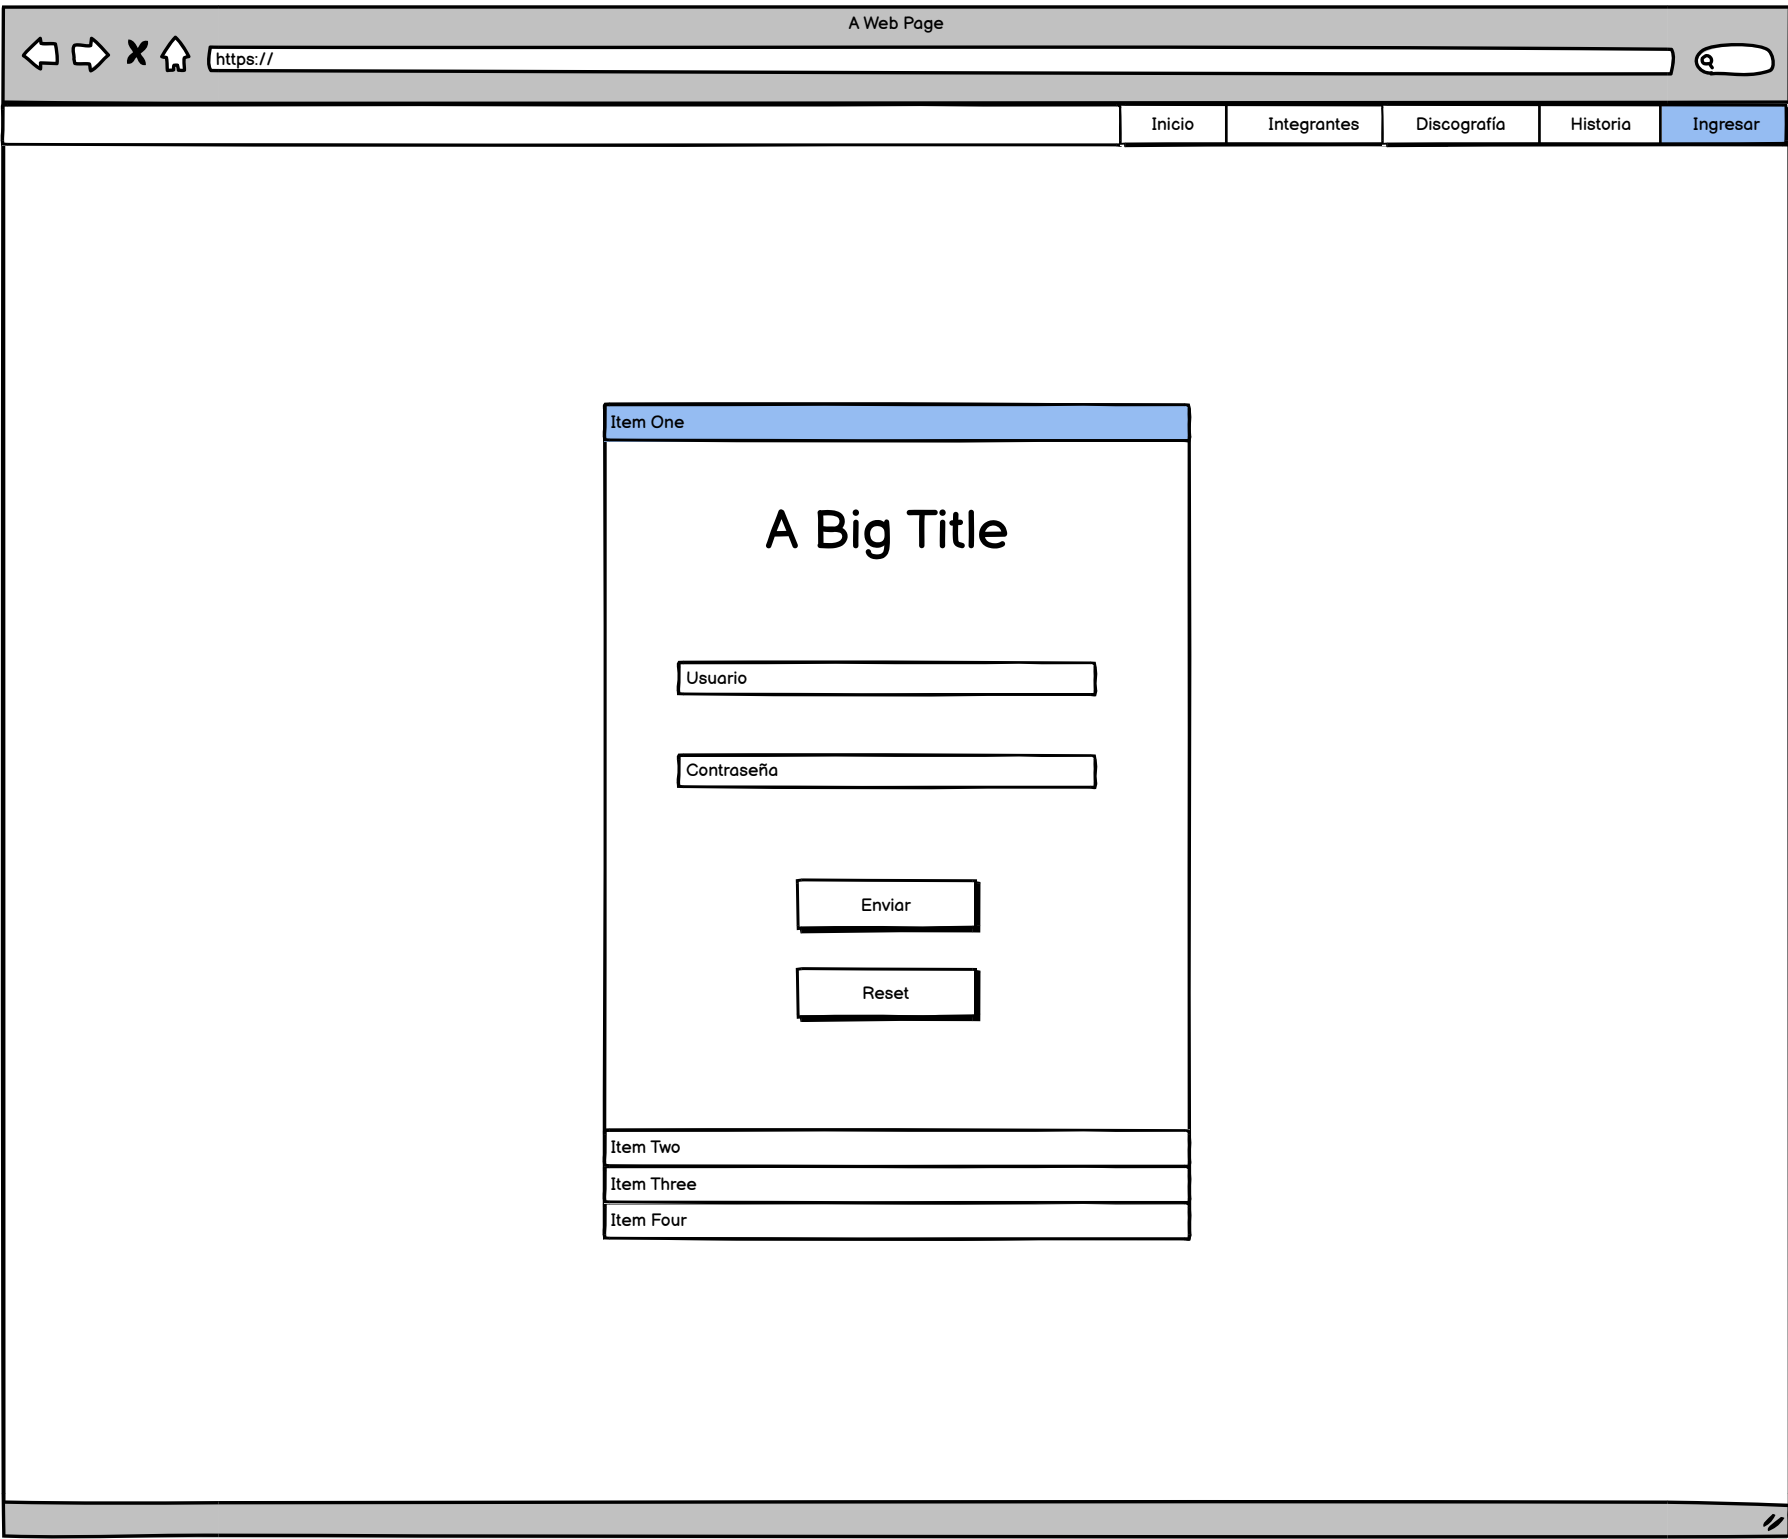 A Web Page
https://
Inicio Integrantes Discografía Historia Ingresar
Item One
A Big Title
Usuario
Contraseña
Enviar
Reset
Item Two
Item Three
Item Four